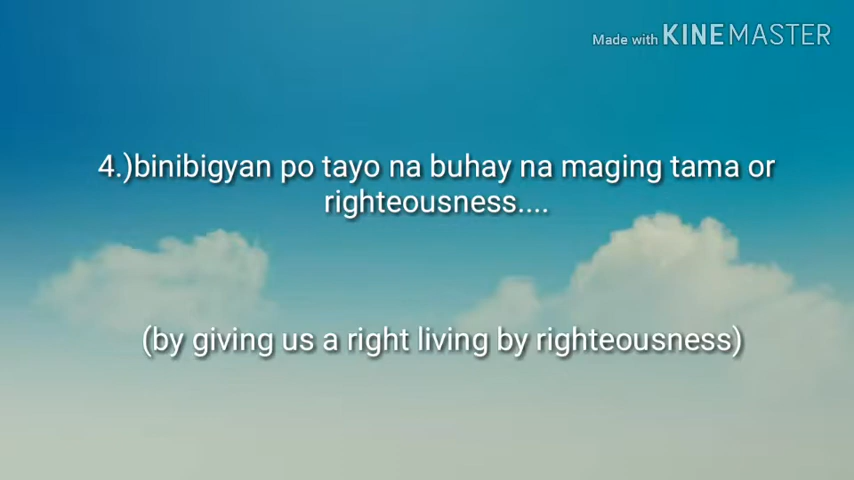 Made with KINEMASTER
4.)binibigyan po tayo na buhay na maging tama or
righteousness....
(by giving us a right living by righteousness)